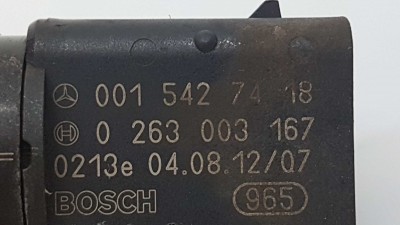 001 542 74 18
0 263 003 167
0213e 04.08.12/07
BOSCH 965